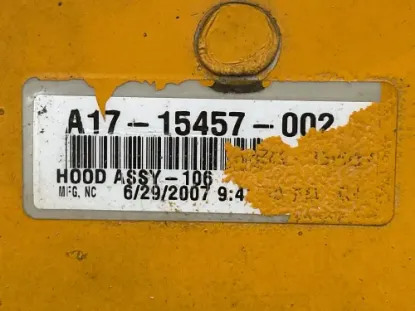 A17-15457-002
HOOD ASSY-106
MFG, NC 6/29/2007 9:4